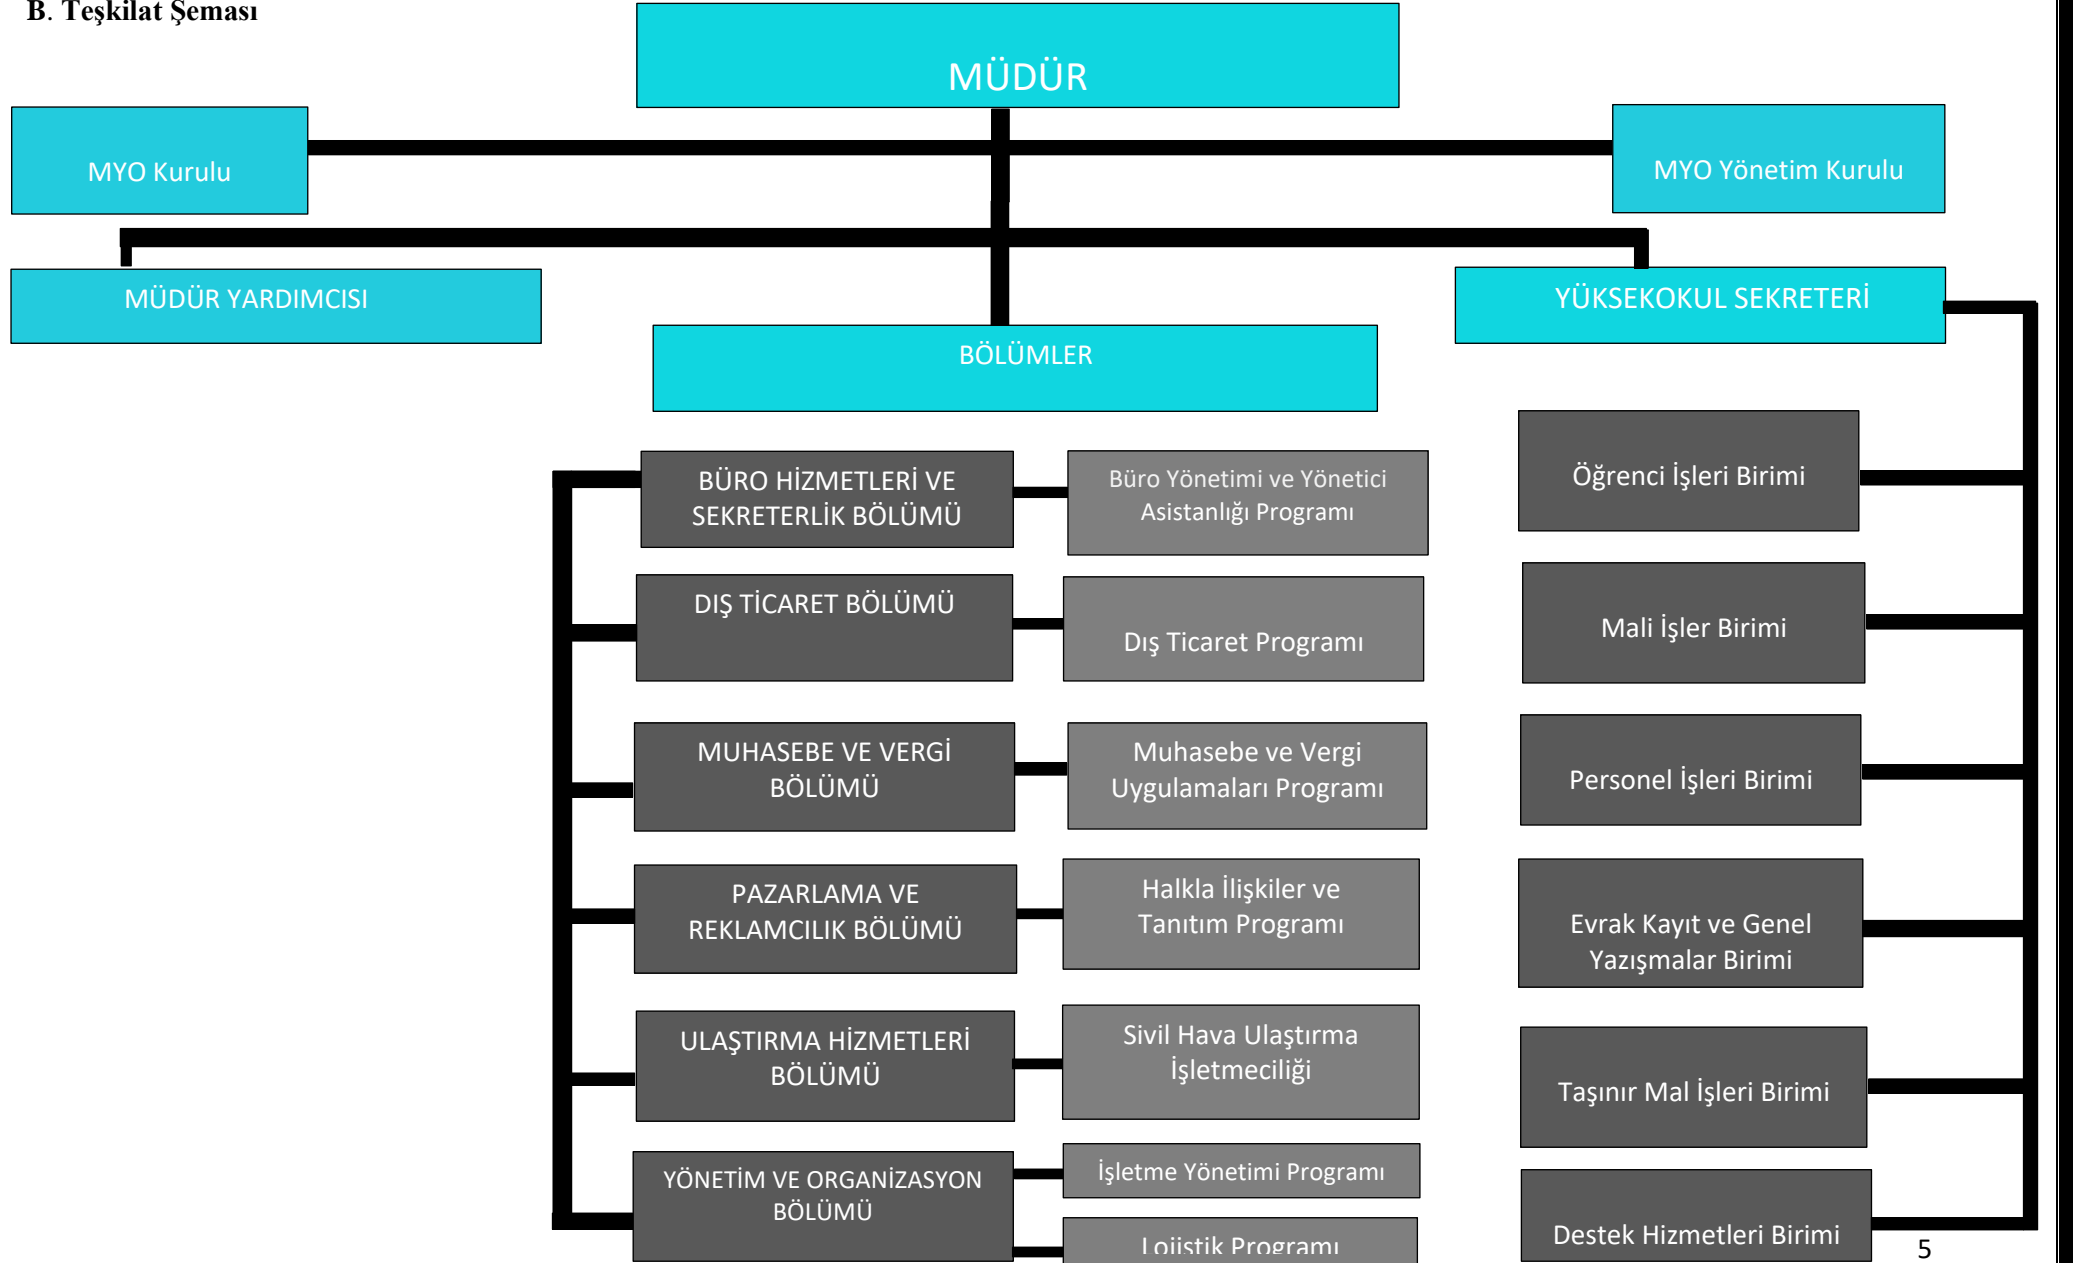 B. Teşkilat Şeması
MÜDÜR
MYO Kurulu
MYO Yönetim Kurulu
MÜDÜR YARDIMCISI
YÜKSEKOKUL SEKRETERİ
BÖLÜMLER
BÜRO HİZMETLERİ VE
SEKRETERLİK BÖLÜMÜ
Büro Yönetimi ve Yönetici
Asistanlığı Programı
Öğrenci İşleri Birimi
DIŞ TİCARET BÖLÜMÜ
Dış Ticaret Programı
Mali İşler Birimi
MUHASEBE VE VERGİ
BÖLÜMÜ
Muhasebe ve Vergi
Uygulamaları Programı
Personel İşleri Birimi
PAZARLAMA VE
REKLAMCILIK BÖLÜMÜ
Halkla İlişkiler ve
Tanıtım Programı
Evrak Kayıt ve Genel
Yazışmalar Birimi
ULAŞTIRMA HİZMETLERİ
BÖLÜMÜ
Sivil Hava Ulaştırma
İşletmeciliği
Taşınır Mal İşleri Birimi
YÖNETİM VE ORGANİZASYON
BÖLÜMÜ
İşletme Yönetimi Programı
Lojistik Programı
Destek Hizmetleri Birimi
5